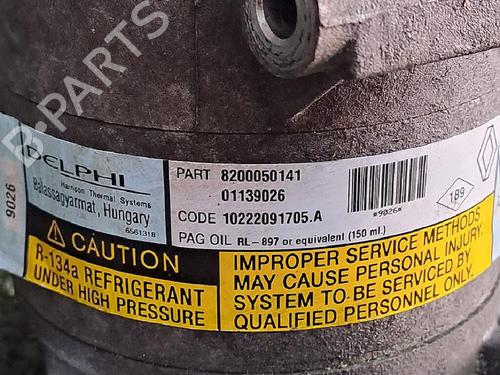 B-PARTS
DELPHI
Harrison Thermal Systems
Balassagyarmat, Hungary
6561318
9026
PART 8200050141
01139026
CODE 10222091705.A
PAG OIL RL-897 or equivalent (150 ml.)
*9026*
189
CAUTION
R-134a REFRIGERANT
UNDER HIGH PRESSURE
IMPROPER SERVICE METHODS
MAY CAUSE PERSONAL INJURY.
SYSTEM TO BE SERVICED BY
QUALIFIED PERSONNEL ONLY.